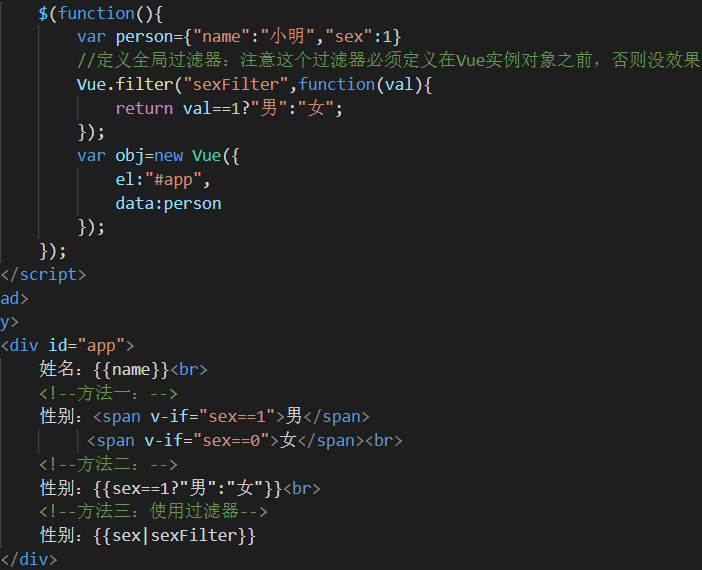 $(function(){
var person={"name":"小明","sex":1}
//定义全局过滤器：注意这个过滤器必须定义在Vue实例对象之前，否则没效果
Vue.filter("sexFilter",function(val){
return val==1?"男":"女";
});
var obj=new Vue({
el:"#app",
data:person
});
});
</script>
ad>
y>
<div id="app">
姓名：{{name}}<br>
<!--方法一：-->
性别：<span v-if="sex==1">男</span>
<span v-if="sex==0">女</span><br>
<!--方法二：-->
性别：{{sex==1?"男":"女"}}<br>
<!--方法三：使用过滤器-->
性别：{{sex|sexFilter}}
</div>